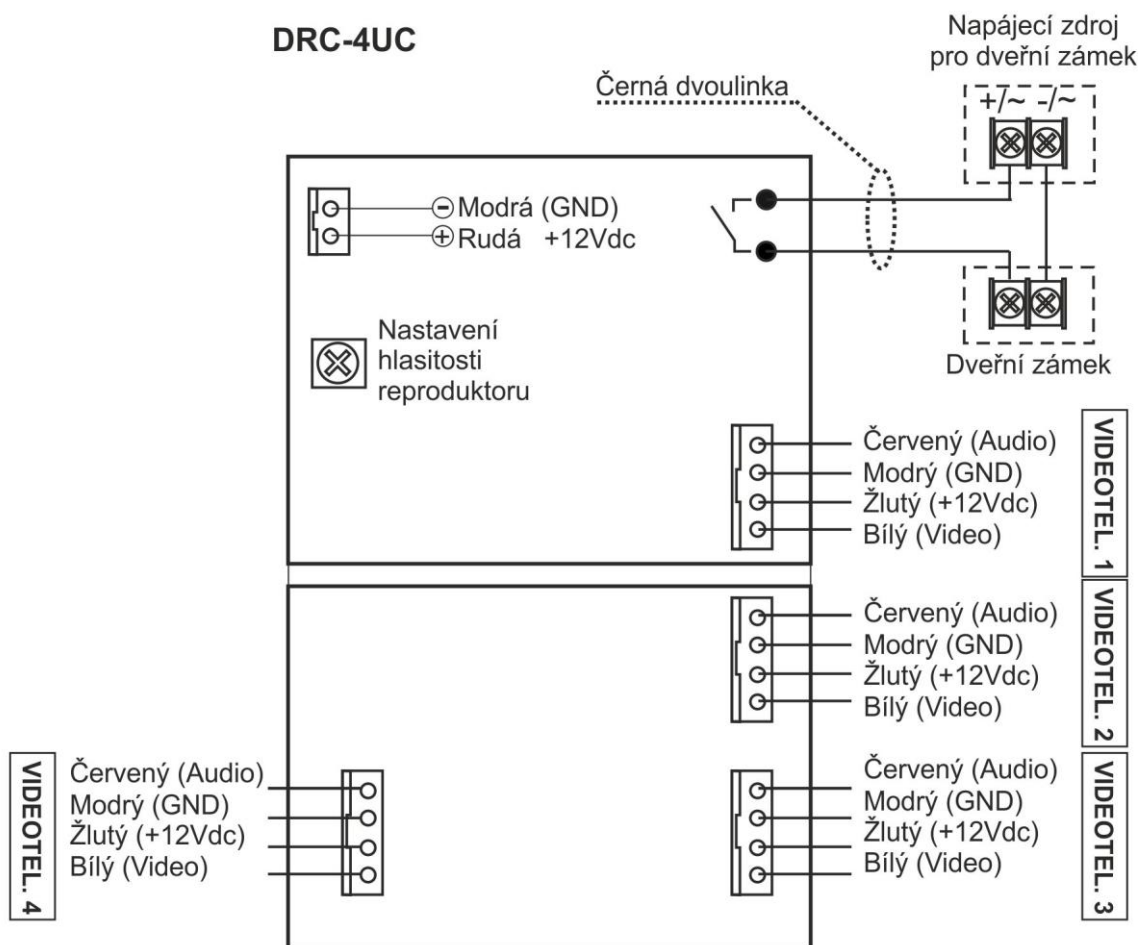 DRC-4UC
Napájecí zdroj
pro dveřní zámek
Černá dvoulinka
+/~ -/~
⊖ Modrá (GND)
⊕ Rudá +12Vdc
Nastavení
hlasitosti
reproduktoru
Dveřní zámek
Červený (Audio)
Modrý (GND)
Žlutý (+12Vdc)
Bílý (Video)
VIDEOTEL. 1
Červený (Audio)
Modrý (GND)
Žlutý (+12Vdc)
Bílý (Video)
VIDEOTEL. 2
VIDEOTEL. 4
Červený (Audio)
Modrý (GND)
Žlutý (+12Vdc)
Bílý (Video)
Červený (Audio)
Modrý (GND)
Žlutý (+12Vdc)
Bílý (Video)
VIDEOTEL. 3